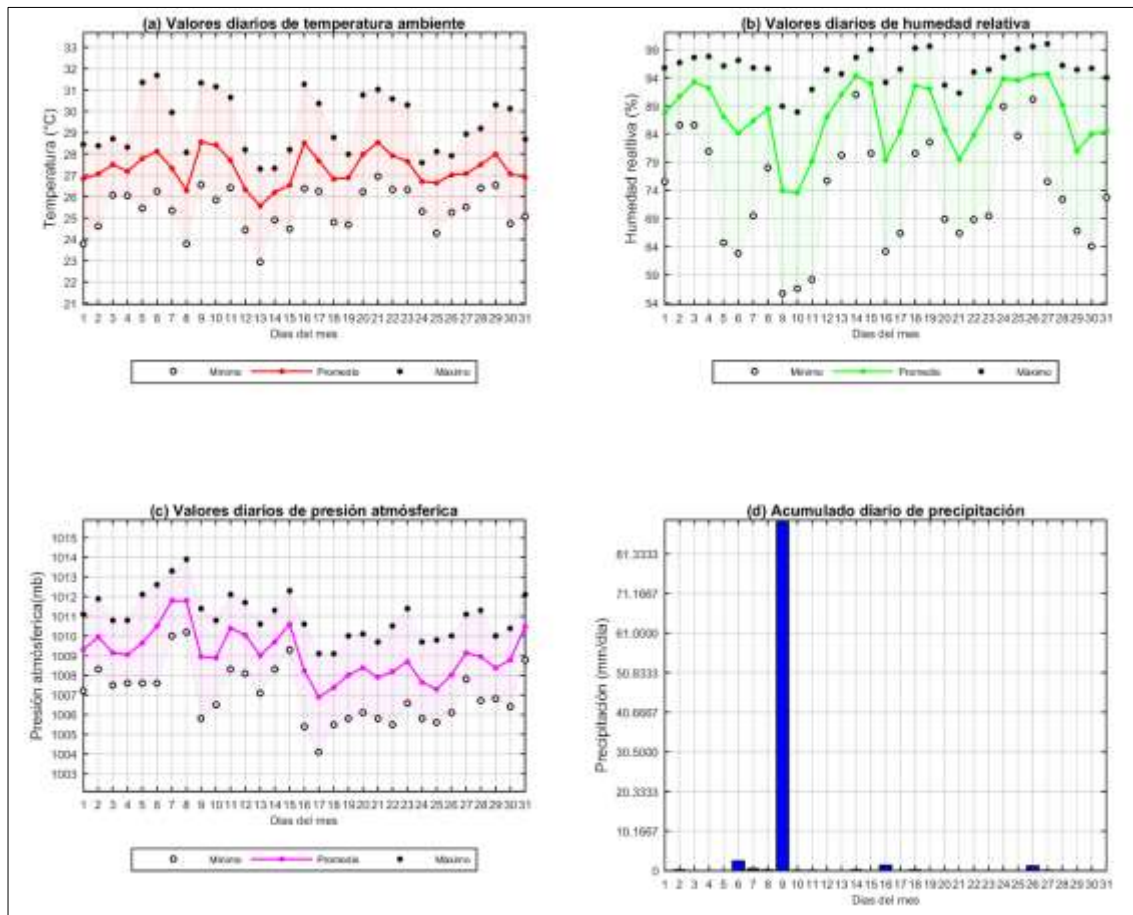 (a) Valores diarios de temperatura ambiente
33
32
31
30
29
28
27
26
25
24
23
22
21
Temperatura (°C)
1 2 3 4 5 6 7 8 9 10 11 12 13 14 15 16 17 18 19 20 21 22 23 24 25 26 27 28 29 30 31
Dias del mes
Minimo Promedio Maximo
(b) Valores diarios de humedad relativa
99
94
89
84
79
74
69
64
59
54
Humedad realtiva (%)
1 2 3 4 5 6 7 8 9 10 11 12 13 14 15 16 17 18 19 20 21 22 23 24 25 26 27 28 29 30 31
Dias del mes
Minimo Promedio Maximo
(c) Valores diarios de presión atmósferica
1015
1014
1013
1012
1011
1010
1009
1008
1007
1006
1005
1004
1003
Presión atmósferica(mb)
1 2 3 4 5 6 7 8 9 10 11 12 13 14 15 16 17 18 19 20 21 22 23 24 25 26 27 28 29 30 31
Dias del mes
Minimo Promedio Maximo
(d) Acumulado diario de precipitación
81.3333
71.1667
61.0000
50.8333
40.6667
30.5000
20.3333
10.1667
0
Precipitación (mm/día)
1 2 3 4 5 6 7 8 9 10 11 12 13 14 15 16 17 18 19 20 21 22 23 24 25 26 27 28 29 30 31
Dias del mes